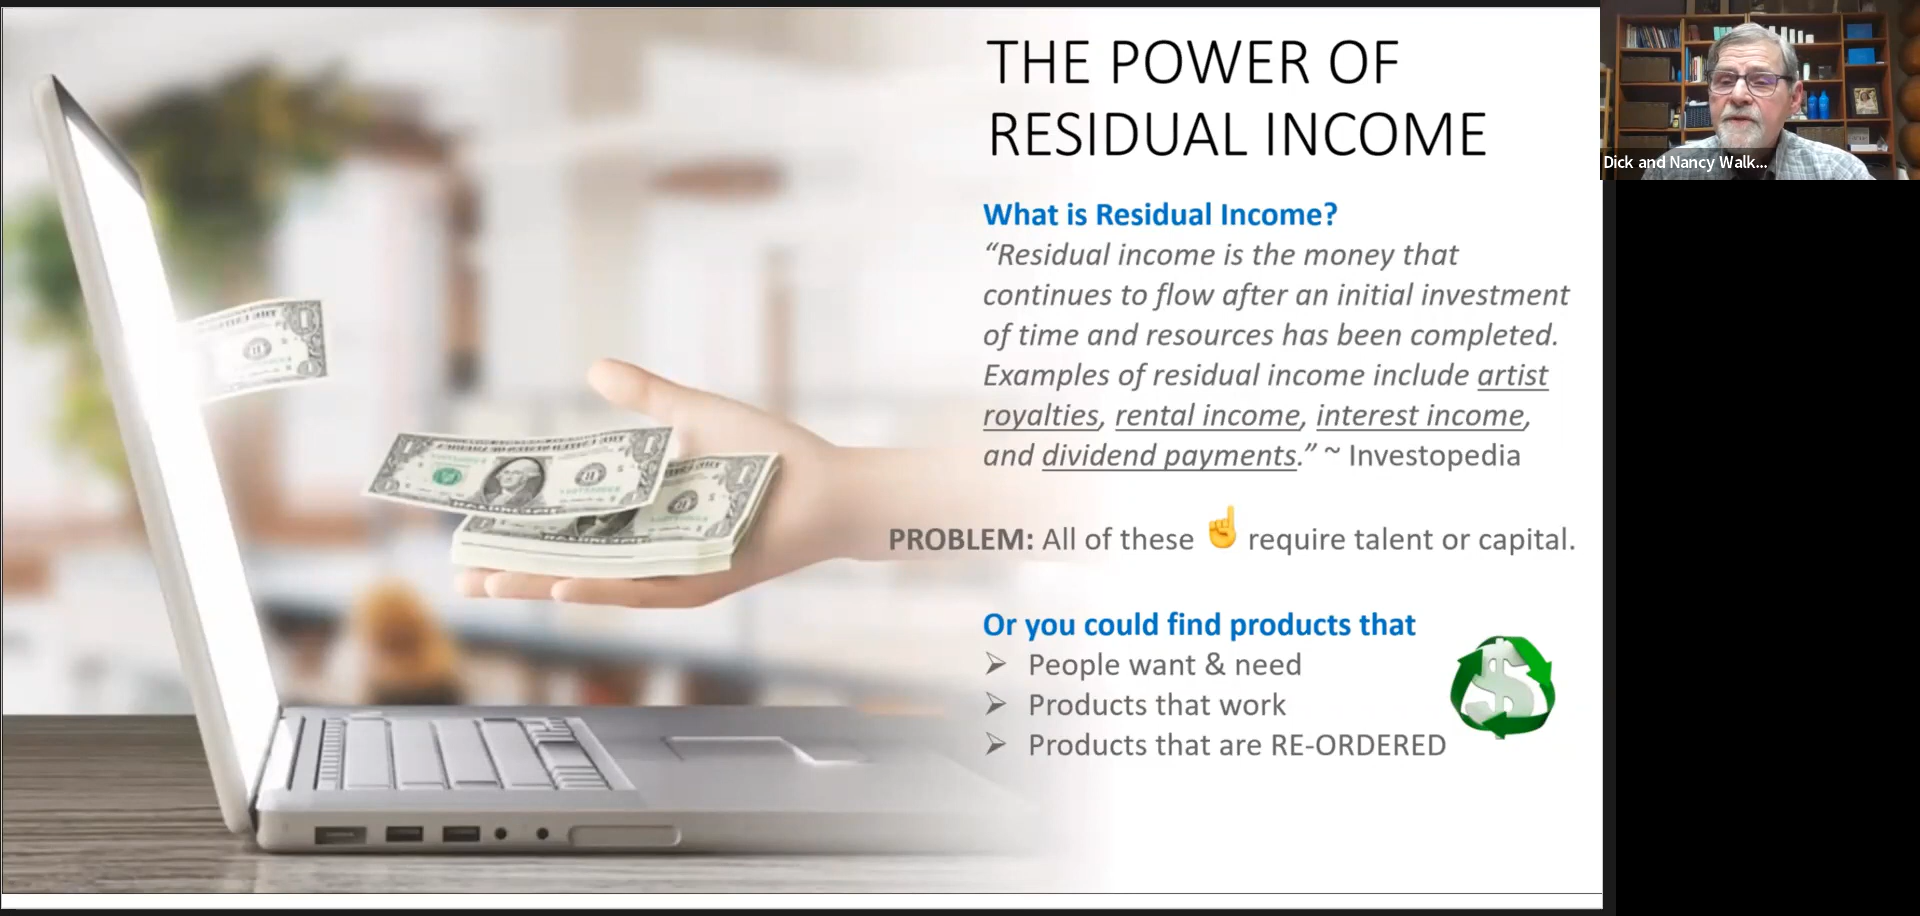 THE POWER OF
RESIDUAL INCOME
What is Residual Income?
“Residual income is the money that
continues to flow after an initial investment
of time and resources has been completed.
Examples of residual income include artist
royalties, rental income, interest income,
and dividend payments.” ~ Investopedia
PROBLEM: All of these ☝ require talent or capital.
Or you could find products that
➢ People want & need
➢ Products that work
➢ Products that are RE-ORDERED
$
Dick and Nancy Walk...